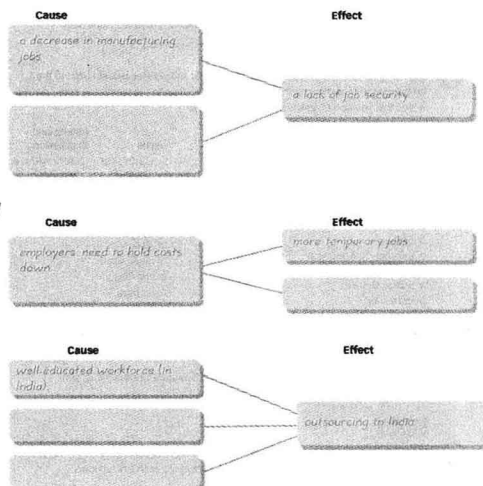 Cause
Effect
a decrease in manufacturing
jobs
a lack of job security
Cause
Effect
employers' need to hold costs
down
more temporary jobs
Cause
Effect
well-educated workforce (in
India)
outsourcing to India